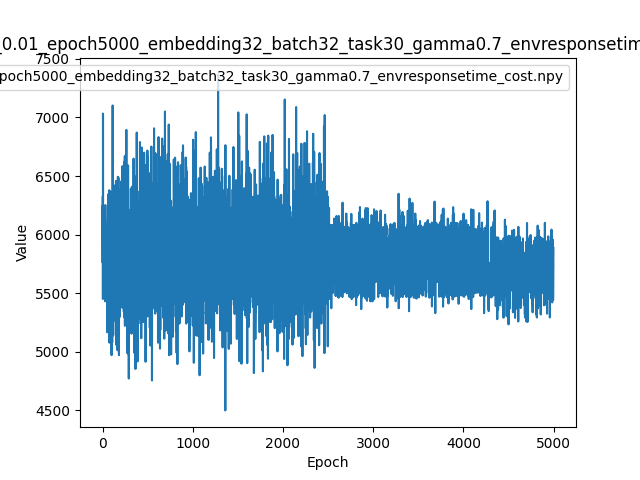 _0.01_epoch5000_embedding32_batch32_task30_gamma0.7_envresponsetim
poch5000_embedding32_batch32_task30_gamma0.7_envresponsetime_cost.npy
7500
7000
6500
6000
5500
5000
4500
Value
0 1000 2000 3000 4000 5000
Epoch